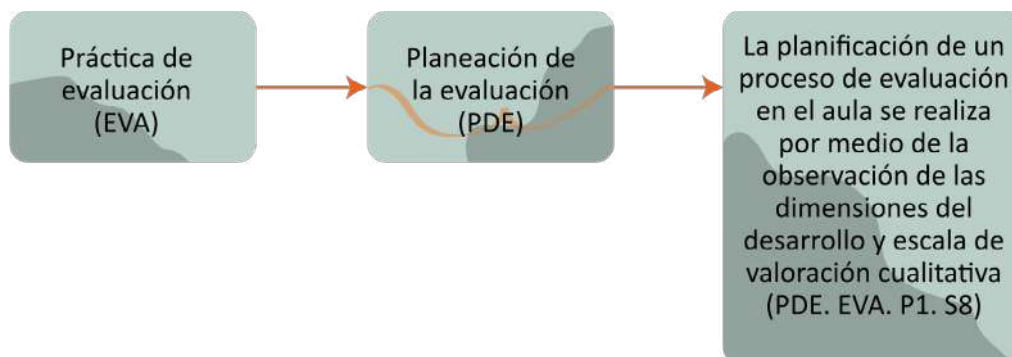 Práctica de
evaluación
(EVA)
Planeación de
la evaluación
(PDE)
La planificación de un
proceso de evaluación
en el aula se realiza
por medio de la
observación de las
dimensiones del
desarrollo y escala de
valoración cualitativa
(PDE. EVA. P1. S8)